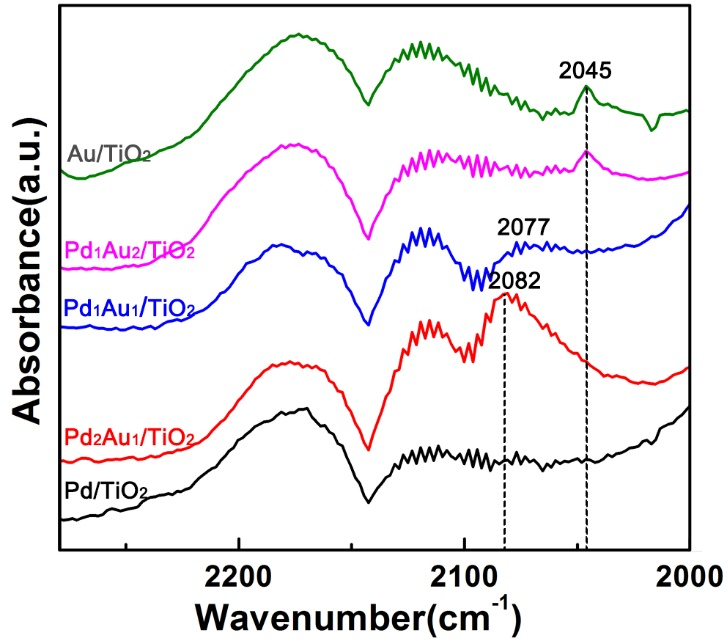 2045
Au/TiO₂
Pd₁Au₂/TiO₂
2077
Pd₁Au₁/TiO₂
2082
Pd₂Au₁/TiO₂
Pd/TiO₂
Absorbance(a.u.)
2200 2100 2000
Wavenumber(cm⁻¹)